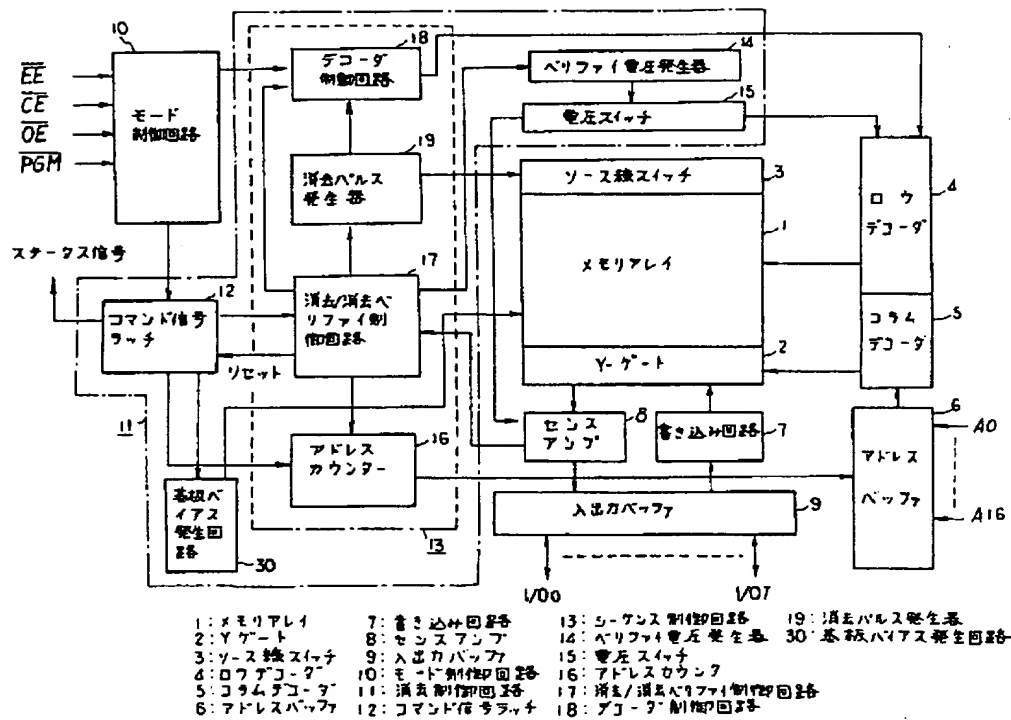 10
EE
CE
OE
PGM
モード
制御回路
18
デコーダ
制御回路
14
ベリファイ電圧発生器
15
電圧スイッチ
19
消去パルス
発生器
ソース線スイッチ
3
ロウ
デコーダ
4
メモリアレイ
1
ステータス信号
12
コマンド信号
ラッチ
17
消去/消去ベ
リファイ制
御回路
リセット
コラム
デコーダ
5
Y-ゲート
2
11
16
アドレス
カウンター
センス
アンプ
8
書き込み回路
7
6
アドレス
バッファ
A0
A16
基板バ
イアス
発生回
路
30
13
入出力バッファ
9
I/O0
I/O7
1:メモリアレイ
2:Yゲート
3:ソース線スイッチ
4:ロウデコーダ
5:コラムデコーダ
6:アドレスバッファ
7:書き込み回路
8:センスアンプ
9:入出力バッファ
10:モード制御回路
11:消去制御回路
12:コマンド信号ラッチ
13:シーケンス制御回路
14:ベリファイ電圧発生器
15:電圧スイッチ
16:アドレスカウンタ
17:消去/消去ベリファイ制御回路
18:デコーダ制御回路
19:消去パルス発生器
30:基板バイアス発生回路